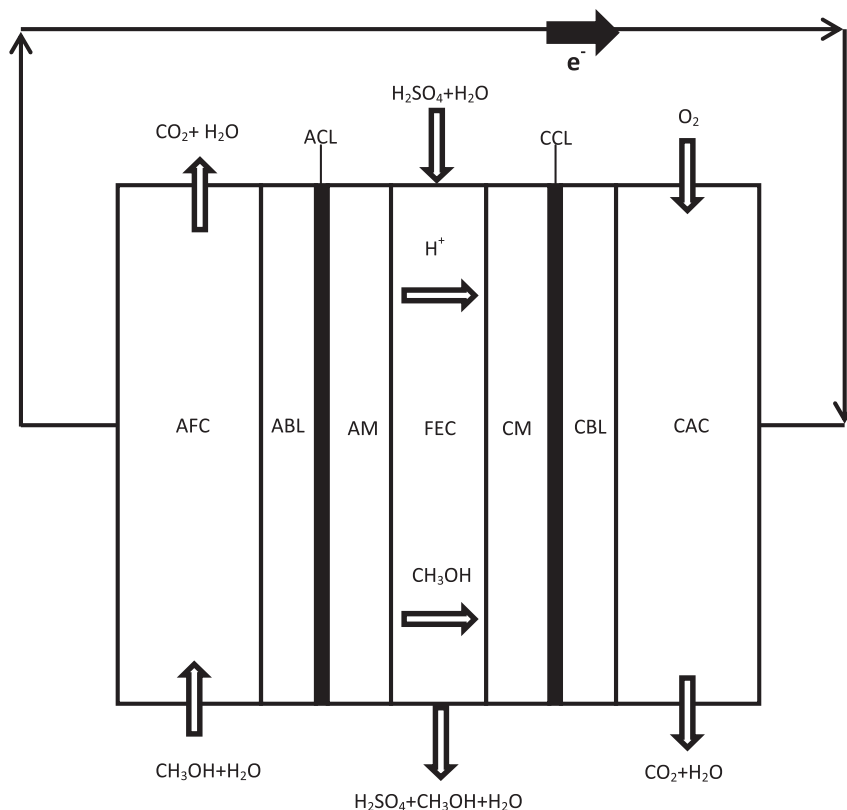 e⁻
H₂SO₄+H₂O
CO₂+ H₂O
ACL
CCL
O₂
H⁺
AFC
ABL
AM
FEC
CM
CBL
CAC
CH₃OH
CH₃OH+H₂O
CO₂+H₂O
H₂SO₄+CH₃OH+H₂O